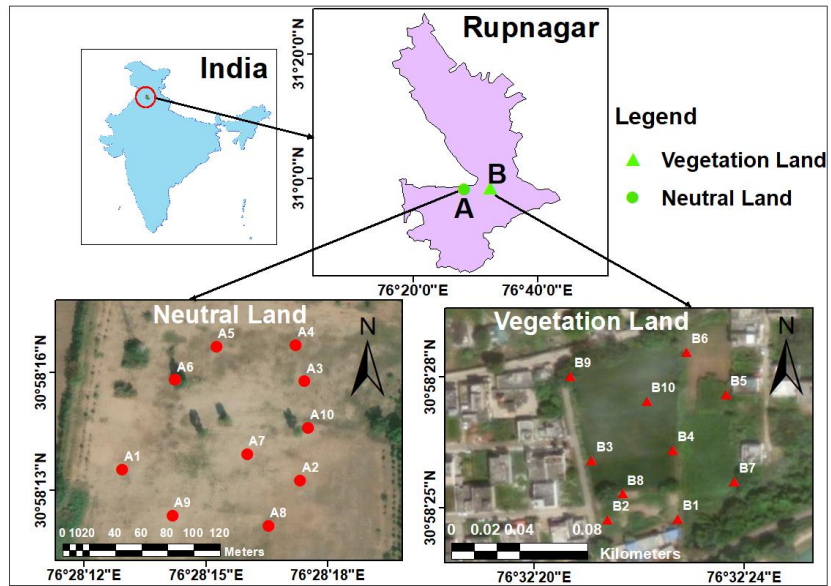 India
Rupnagar
31°20'0"N
31°0'0"N
B
A
76°20'0"E
76°40'0"E
Legend
Vegetation Land
Neutral Land
Neutral Land
N
A5
A4
A6
A3
A10
A7
A1
A2
A9
A8
0 1020 40 60 80 100 120
Meters
30°58'16"N
30°58'13"N
76°28'12"E
76°28'15"E
76°28'18"E
Vegetation Land
N
B6
B9
B5
B10
B4
B3
B7
B8
B2
B1
0 0.02 0.04 0.08
Kilometers
30°58'28"N
30°58'25"N
76°32'20"E
76°32'24"E